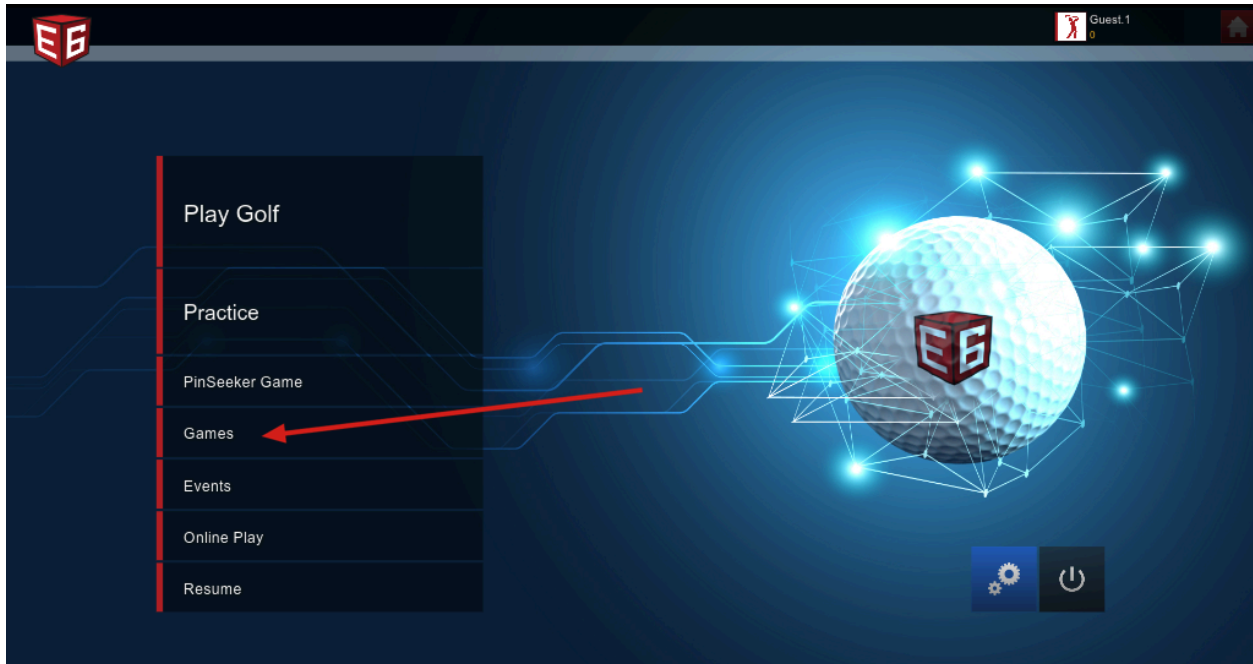 E6
Guest.1
0
Play Golf
Practice
PinSeeker Game
Games
Events
Online Play
Resume
E6